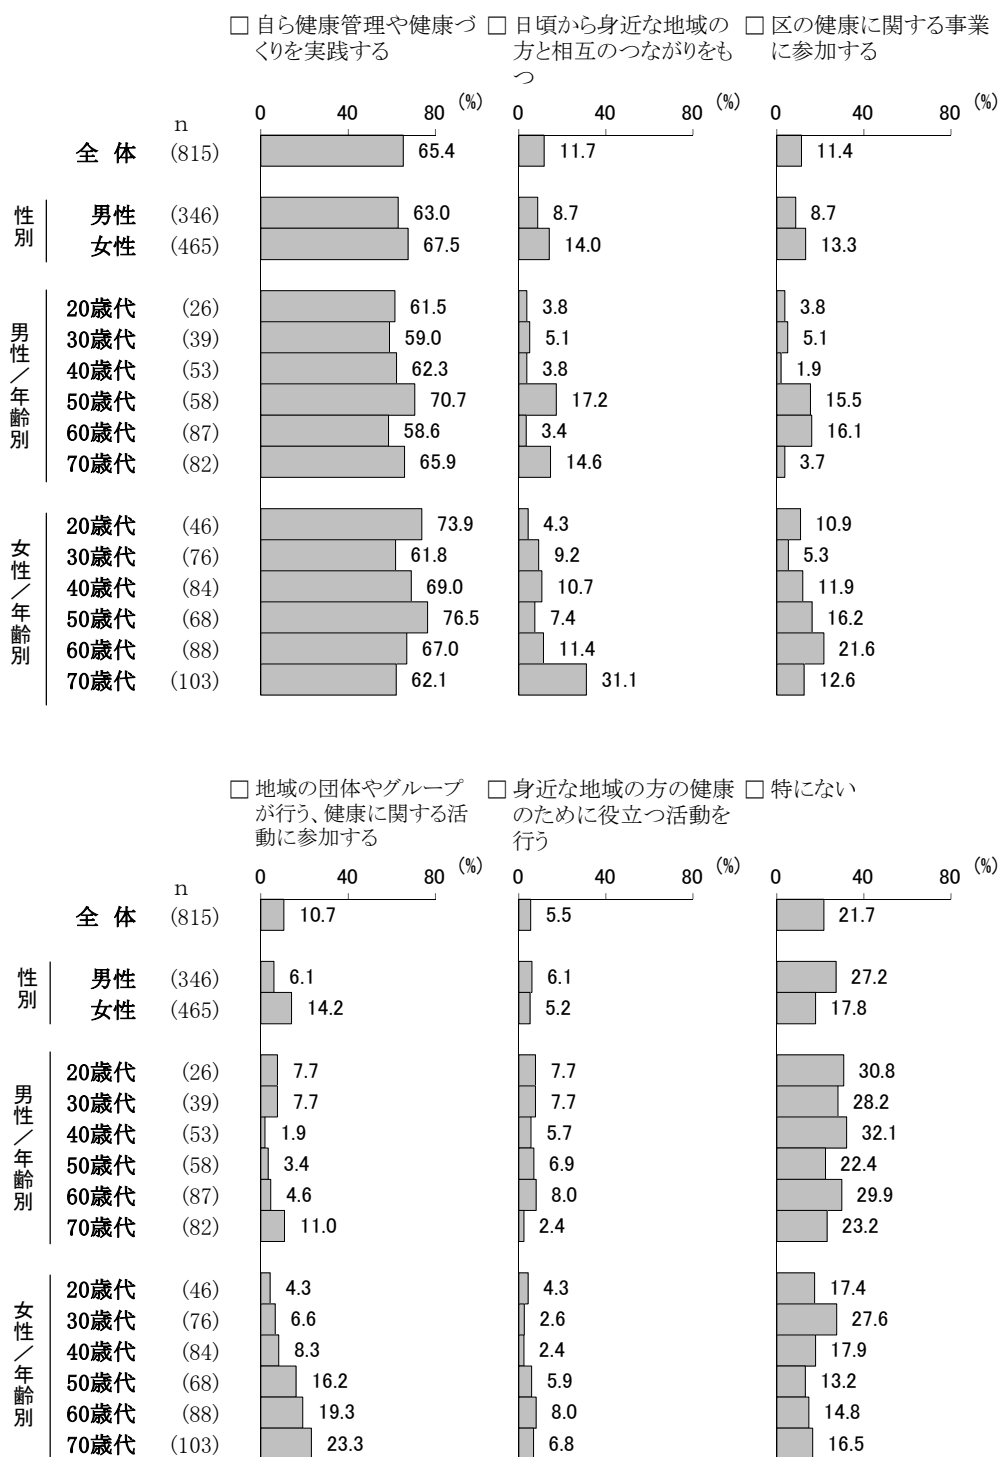 □ 自ら健康管理や健康づ □ 日頃から身近な地域の □ 区の健康に関する事業
くりを実践する 方と相互のつながりをも に参加する
つ
0 40 80 (%) 0 40 80 (%) 0 40 80 (%)
n
全 体 (815) 65.4 11.7 11.4
性別
男性 (346) 63.0 8.7 8.7
女性 (465) 67.5 14.0 13.3
男性／年齢別
20歳代 (26) 61.5 3.8 3.8
30歳代 (39) 59.0 5.1 5.1
40歳代 (53) 62.3 3.8 1.9
50歳代 (58) 70.7 17.2 15.5
60歳代 (87) 58.6 3.4 16.1
70歳代 (82) 65.9 14.6 3.7
女性／年齢別
20歳代 (46) 73.9 4.3 10.9
30歳代 (76) 61.8 9.2 5.3
40歳代 (84) 69.0 10.7 11.9
50歳代 (68) 76.5 7.4 16.2
60歳代 (88) 67.0 11.4 21.6
70歳代 (103) 62.1 31.1 12.6
□ 地域の団体やグループ □ 身近な地域の方の健康 □ 特にない
が行う、健康に関する活 のために役立つ活動を
動に参加する 行う
0 40 80 (%) 0 40 80 (%) 0 40 80 (%)
n
全 体 (815) 10.7 5.5 21.7
性別
男性 (346) 6.1 6.1 27.2
女性 (465) 14.2 5.2 17.8
男性／年齢別
20歳代 (26) 7.7 7.7 30.8
30歳代 (39) 7.7 7.7 28.2
40歳代 (53) 1.9 5.7 32.1
50歳代 (58) 3.4 6.9 22.4
60歳代 (87) 4.6 8.0 29.9
70歳代 (82) 11.0 2.4 23.2
女性／年齢別
20歳代 (46) 4.3 4.3 17.4
30歳代 (76) 6.6 2.6 27.6
40歳代 (84) 8.3 2.4 17.9
50歳代 (68) 16.2 5.9 13.2
60歳代 (88) 19.3 8.0 14.8
70歳代 (103) 23.3 6.8 16.5